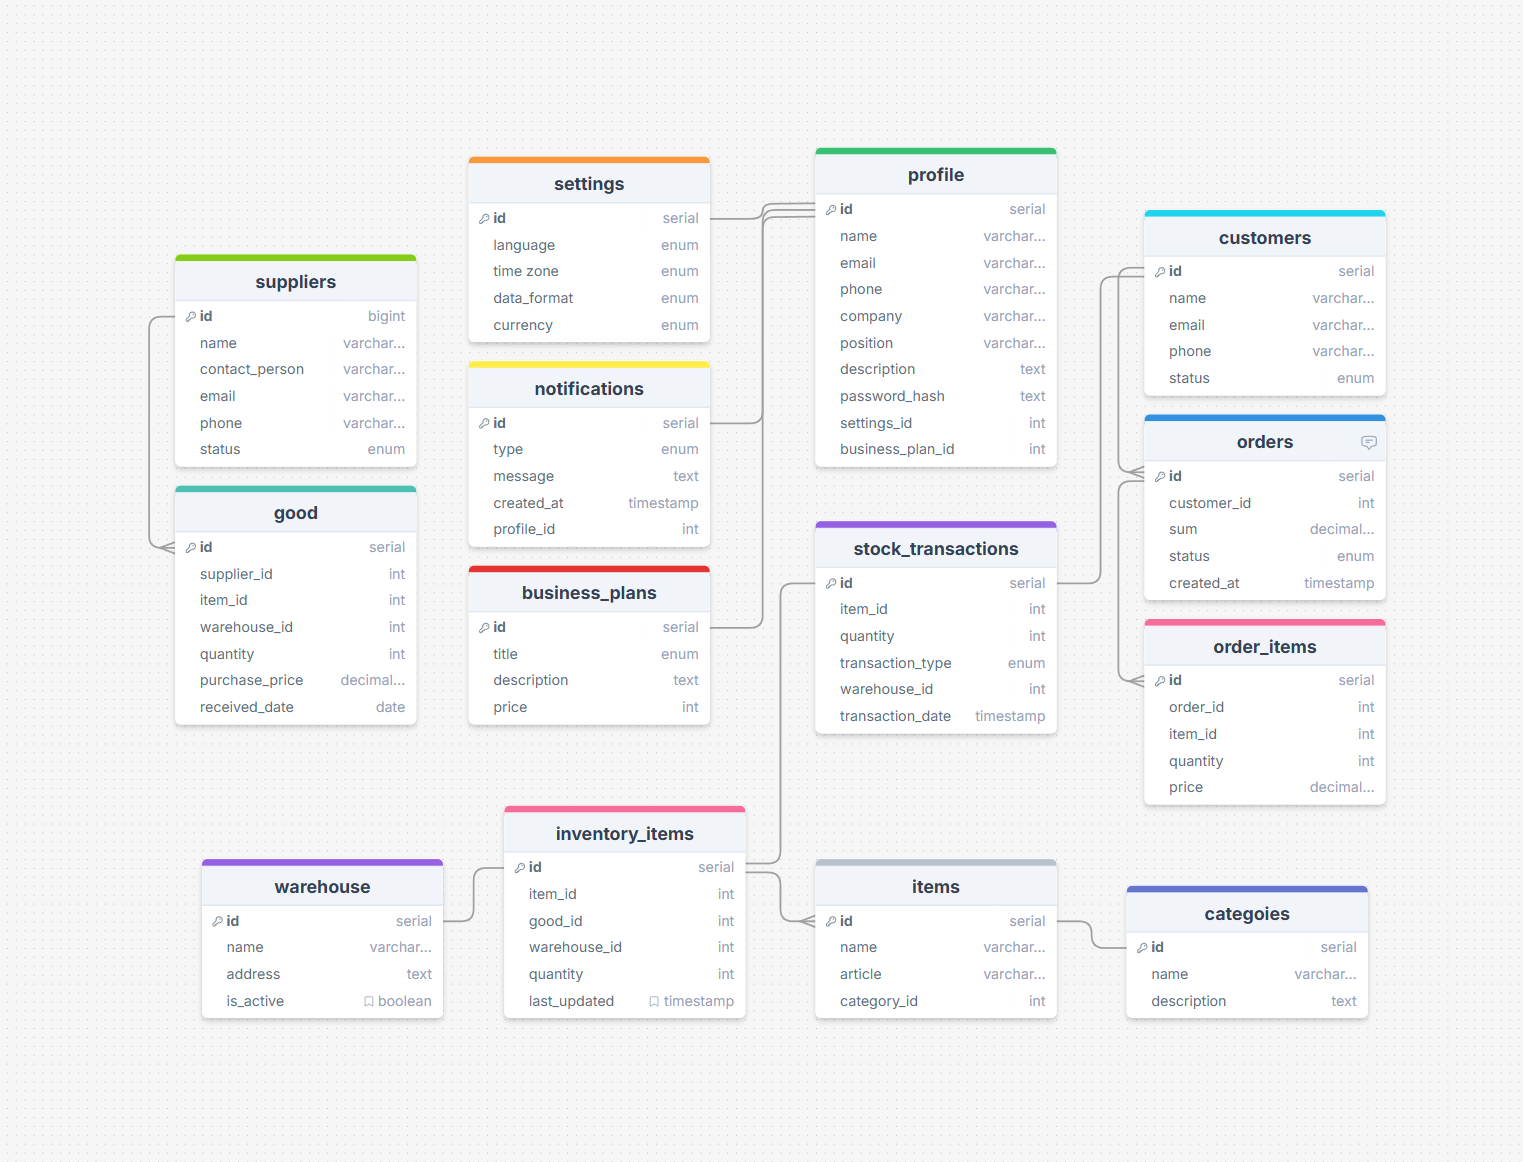 settings
id serial
language enum
time zone enum
data_format enum
currency enum
profile
id serial
name varchar...
email varchar...
phone varchar...
company varchar...
position varchar...
description text
password_hash text
settings_id int
business_plan_id int
customers
id serial
name varchar...
email varchar...
phone varchar...
status enum
suppliers
id bigint
name varchar...
contact_person varchar...
email varchar...
phone varchar...
status enum
notifications
id serial
type enum
message text
created_at timestamp
profile_id int
orders
id serial
customer_id int
sum decimal...
status enum
created_at timestamp
good
id serial
supplier_id int
item_id int
warehouse_id int
quantity int
purchase_price decimal...
received_date date
business_plans
id serial
title enum
description text
price int
stock_transactions
id serial
item_id int
quantity int
transaction_type enum
warehouse_id int
transaction_date timestamp
order_items
id serial
order_id int
item_id int
quantity int
price decimal...
warehouse
id serial
name varchar...
address text
is_active boolean
inventory_items
id serial
item_id int
good_id int
warehouse_id int
quantity int
last_updated timestamp
items
id serial
name varchar...
article varchar...
category_id int
categoies
id serial
name varchar...
description text